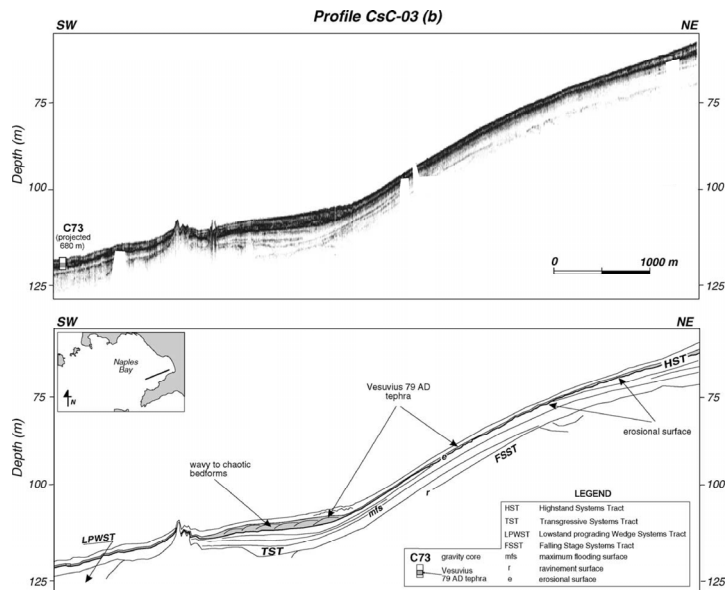 Profile CsC-03 (b)
SW
NE
Depth (m)
75
100
125
75
100
125
C73
(projected
680 m)
0
1000 m
SW
NE
Depth (m)
75
100
125
75
100
125
Naples
Bay
N
Vesuvius 79 AD
tephra
wavy to chaotic
bedforms
erosional surface
HST
FSST
e
r
mfs
TST
LPWST
LEGEND
HST Highstand Systems Tract
TST Transgressive Systems Tract
LPWST Lowstand prograding Wedge Systems Tract
FSST Falling Stage Systems Tract
mfs maximum flooding surface
r ravinement surface
e erosional surface
C73 gravity core
Vesuvius
79 AD tephra